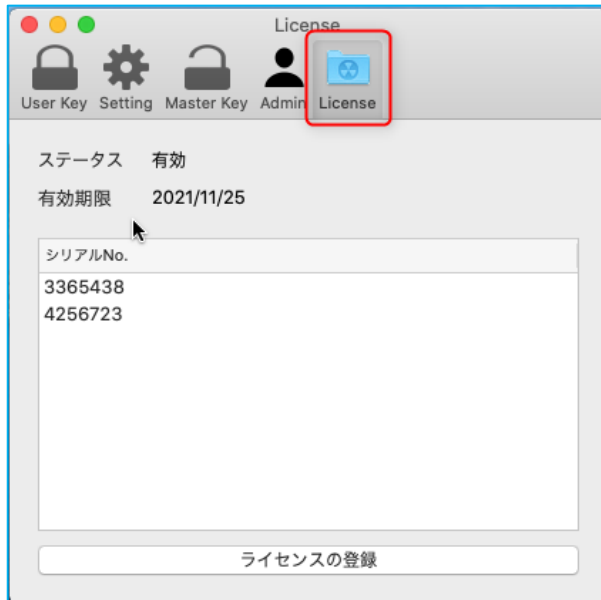 License
User Key Setting Master Key Admin License
ステータス 有効
有効期限 2021/11/25
シリアルNo.
3365438
4256723
ライセンスの登録